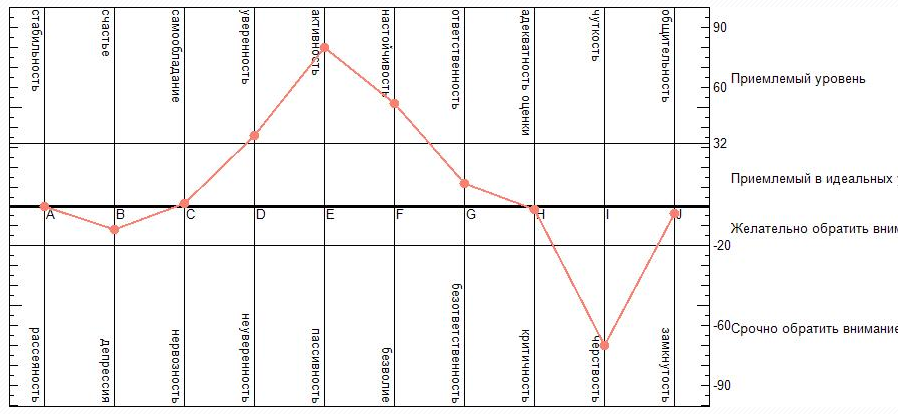 стабильность
счастье
самообладание
уверенность
активность
настойчивость
ответственность
адекватность оценки
чуткость
общительность
90
Приемлемый уровень
60
32
Приемлемый в идеальных у
A
B
C
D
E
F
G
H
I
J
Желательно обратить вним
-20
-60
Срочно обратить внимание
-90
рассеяность
депрессия
нервозность
неуверенность
пассивность
безволие
безответственность
критичность
чёрствость
замкнутость